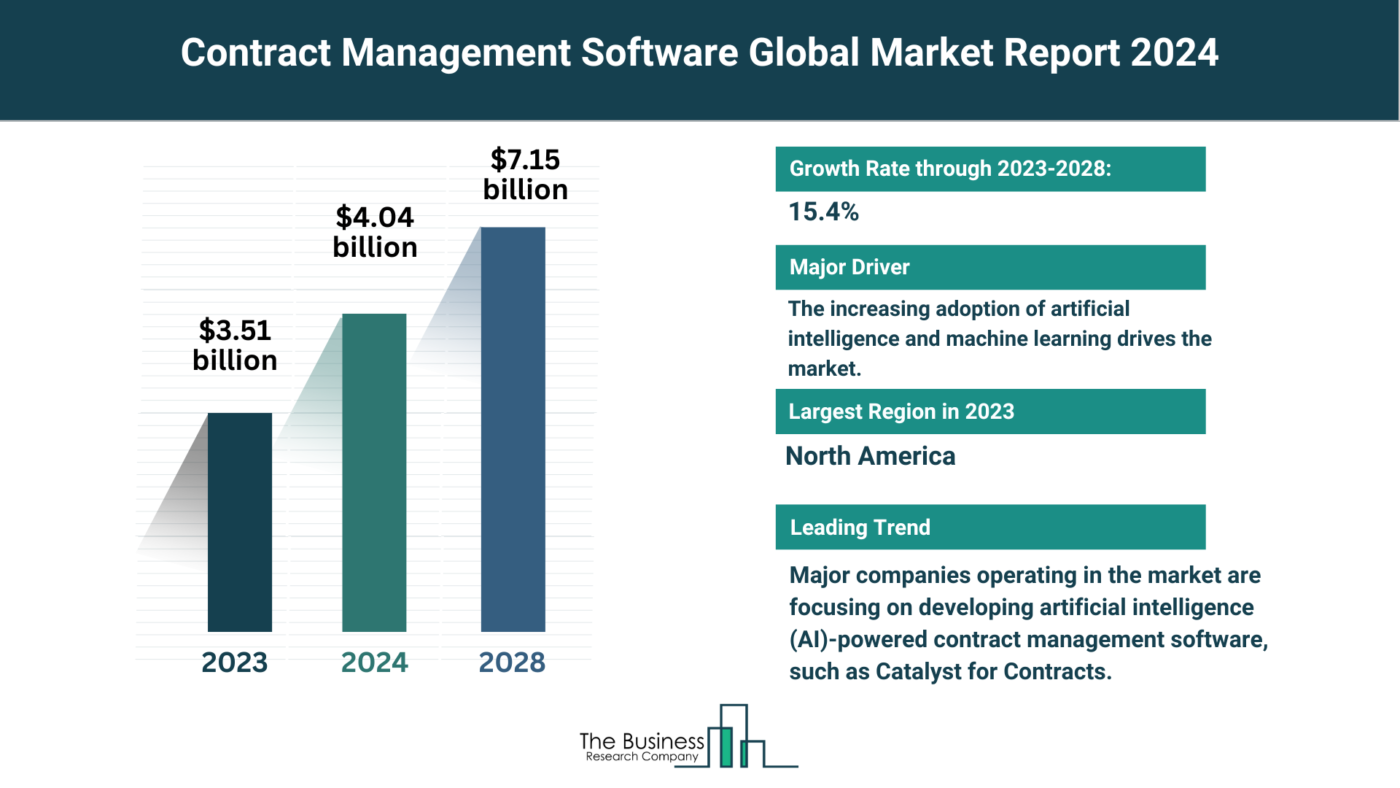 Contract Management Software Global Market Report 2024
$3.51
billion
$4.04
billion
$7.15
billion
2023
2024
2028
Growth Rate through 2023-2028:
15.4%
Major Driver
The increasing adoption of artificial
intelligence and machine learning drives the
market.
Largest Region in 2023
North America
Leading Trend
Major companies operating in the market are
focusing on developing artificial intelligence
(AI)-powered contract management software,
such as Catalyst for Contracts.
The Business
Research Company